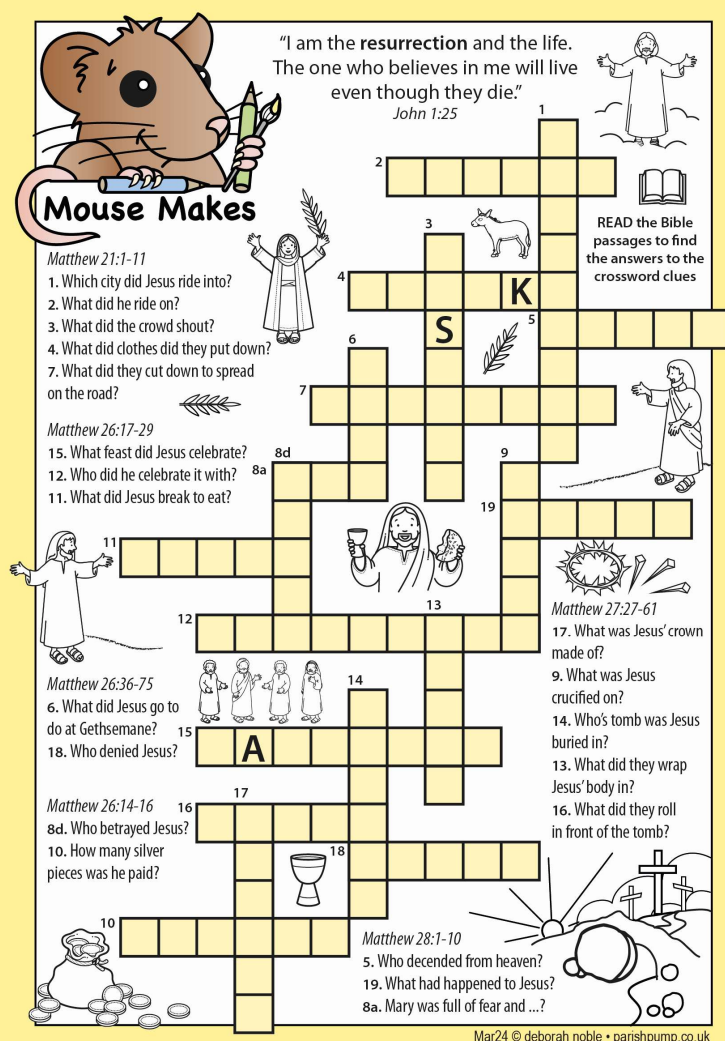 “I am the resurrection and the life.
The one who believes in me will live
even though they die.”
John 1:25
Mouse Makes
READ the Bible
passages to find
the answers to the
crossword clues
Matthew 21:1-11
1. Which city did Jesus ride into?
2. What did he ride on?
3. What did the crowd shout?
4. What did clothes did they put down?
7. What did they cut down to spread
on the road?
Matthew 26:17-29
15. What feast did Jesus celebrate?
12. Who did he celebrate it with?
11. What did Jesus break to eat?
1
2
3
4
K
S
5
6
7
8d
8a
9
19
11
13
12
14
15
A
17
16
18
10
Matthew 27:27-61
17. What was Jesus’ crown
made of?
9. What was Jesus
crucified on?
14. Who’s tomb was Jesus
buried in?
13. What did they wrap
Jesus’ body in?
16. What did they roll
in front of the tomb?
Matthew 26:36-75
6. What did Jesus go to
do at Gethsemane?
18. Who denied Jesus?
Matthew 26:14-16
8d. Who betrayed Jesus?
10. How many silver
pieces was he paid?
Matthew 28:1-10
5. Who decended from heaven?
19. What had happened to Jesus?
8a. Mary was full of fear and ...?
Mar24 © deborah noble • parishpump.co.uk